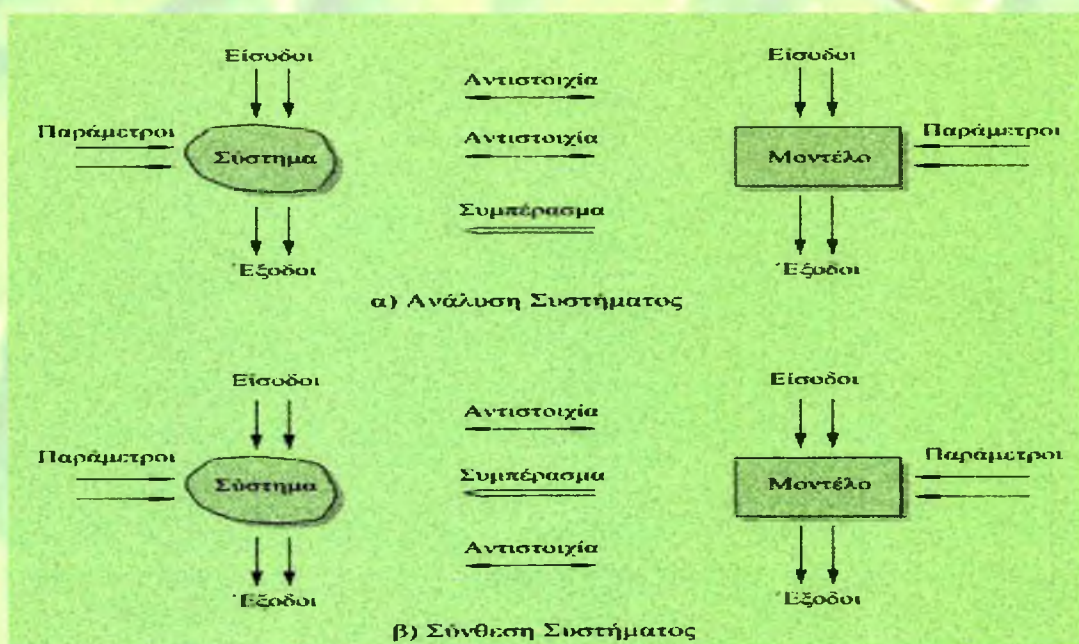 Είσοδοι Είσοδοι
Αντιστοιχία
Παράμετροι Αντιστοιχία Παράμετροι
Σύστημα Μοντέλο
Συμπέρασμα
Έξοδοι Έξοδοι
α) Ανάλυση Συστήματος
Είσοδοι Είσοδοι
Αντιστοιχία
Παράμετροι Παράμετροι
Σύστημα Συμπέρασμα Μοντέλο
Αντιστοιχία
Έξοδοι Έξοδοι
β) Σύνθεση Συστήματος